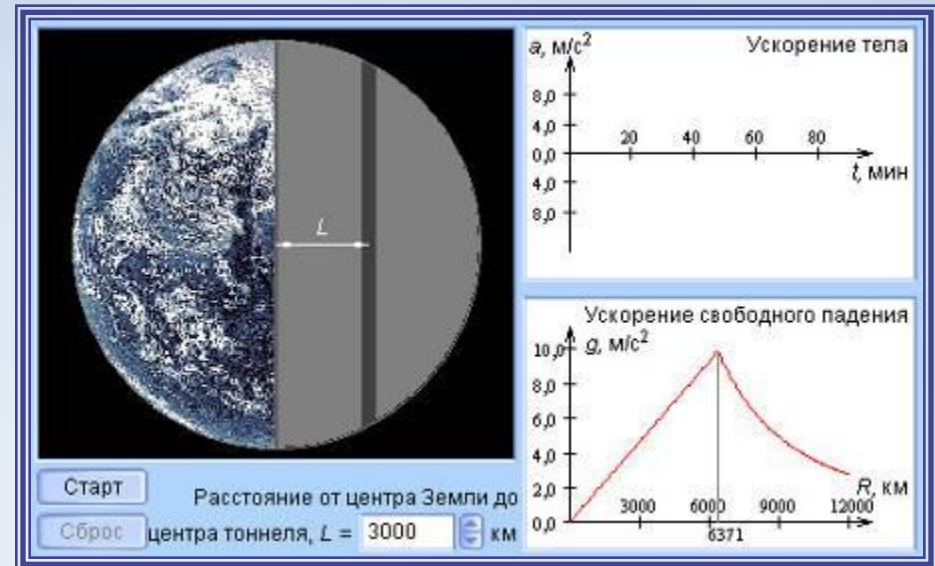 L
Старт
Сброс
Расстояние от центра Земли до
центра тоннеля, L = 3000 км
a, м/с²
Ускорение тела
8,0
4,0
0,0
4,0
8,0
20 40 60 80
t, мин
Ускорение свободного падения
g, м/с²
10,0
8,0
6,0
4,0
2,0
0,0
3000 6000 9000 12000
R, км
6371